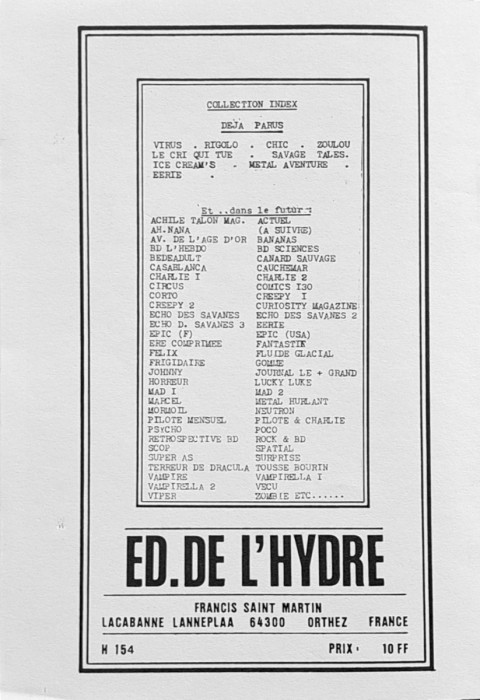 COLLECTION INDEX
DEJA PARUS
VIRUS . RIGOLO . CHIC . ZOULOU
LE CRI QUI TUE . SAVAGE TALES.
ICE CREAM'S . METAL AVENTURE .
EERIE .
Et ..dans le futur :
ACHILE TALON MAG. ACTUEL
AH.NANA (A SUIVRE)
AV. DE L'AGE D'OR BANANAS
BD L'HEBDO BD SCIENCES
BEDEADULT CANARD SAUVAGE
CASABLANCA CAUCHEMAR
CHARLIE I CHARLIE 2
CIRCUS COMICS I30
CORTO CREEPY I
CREEPY 2 CURIOSITY MAGAZINE
ECHO DES SAVANES ECHO DES SAVANES 2
ECHO D. SAVANES 3 EERIE
EPIC (F) EPIC (USA)
ERE COMPRIMEE FANTASTIK
FELIX FLUIDE GLACIAL
FRIGIDAIRE GOMME
JOHNNY JOURNAL LE + GRAND
HORREUR LUCKY LUKE
MAD I MAD 2
MARCEL METAL HURLANT
MORMOIL NEUTRON
PILOTE MENSUEL PILOTE & CHARLIE
PSYCHO POCO
RETROSPECTIVE BD ROCK & BD
SCOP SPATIAL
SUPER AS SURPRISE
TERREUR DE DRACULA TOUSSE BOURIN
VAMPIRE VAMPIRELLA I
VAMPIRELLA 2 VECU
VIPER ZOMBIE ETC......
ED.DE L'HYDRE
FRANCIS SAINT MARTIN
LACABANNE LANNEPLAA 64300 ORTHEZ FRANCE
H 154 PRIX: 10 FF